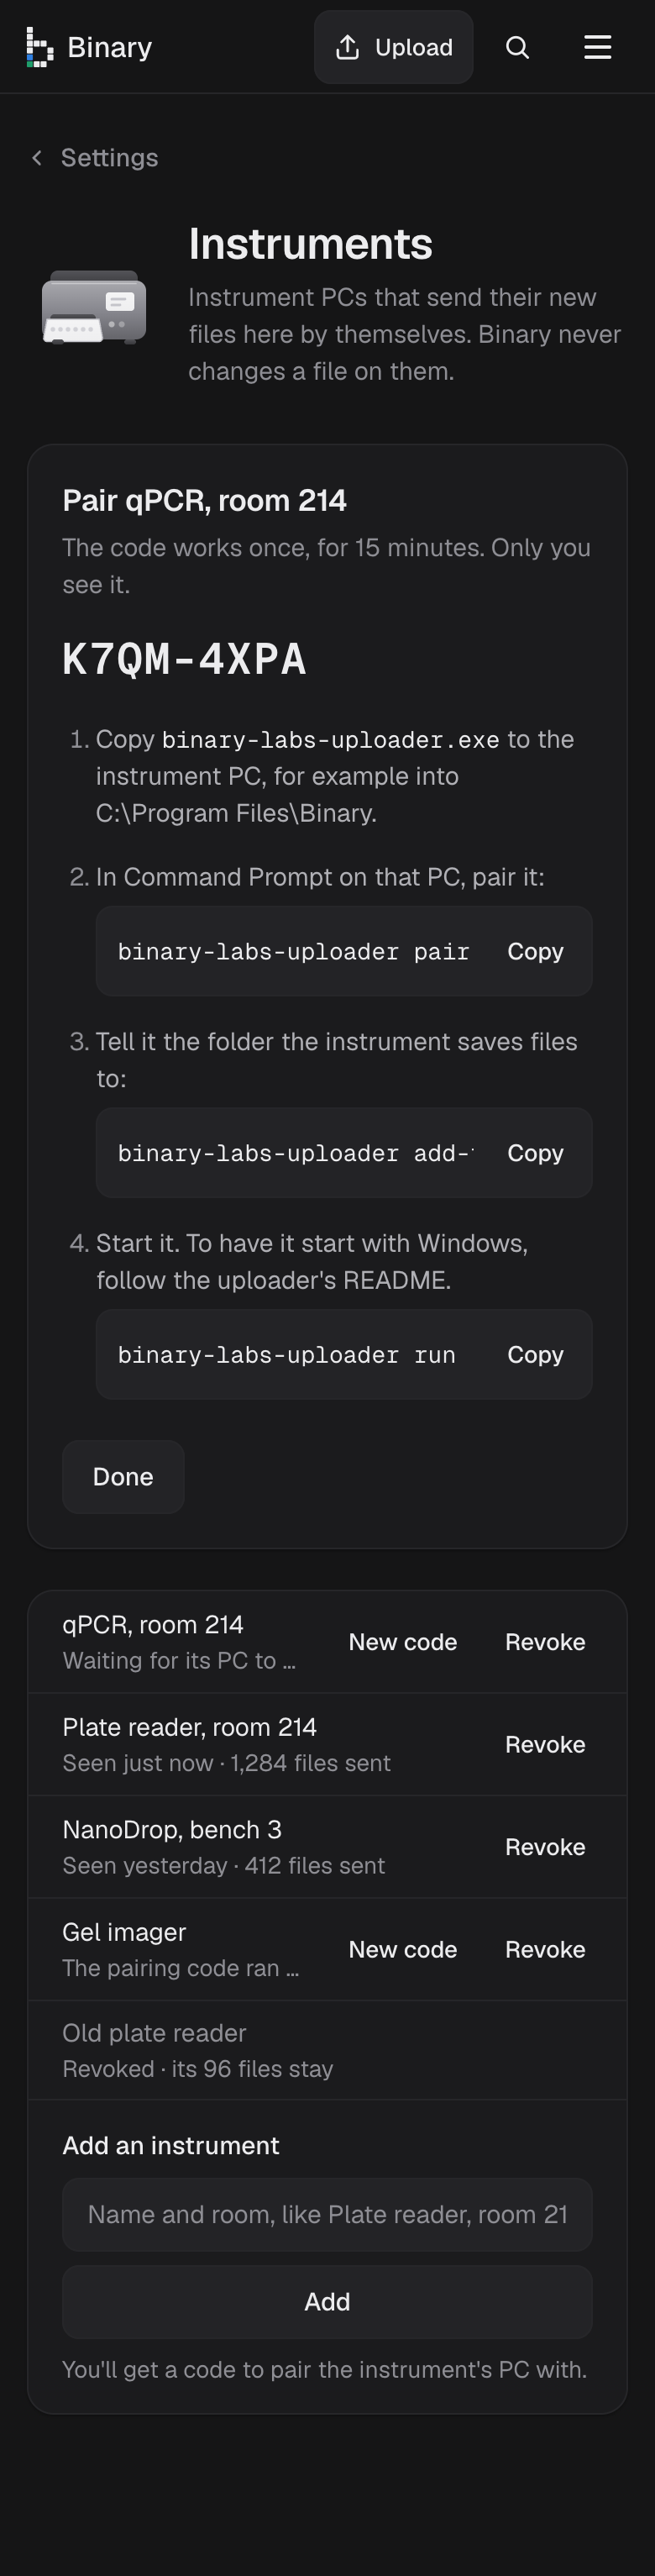 Binary
Upload
Settings
Instruments
Instrument PCs that send their new
files here by themselves. Binary never
changes a file on them.
Pair qPCR, room 214
The code works once, for 15 minutes. Only you
see it.
K7QM-4XPA
1. Copy binary-labs-uploader.exe to the
instrument PC, for example into
C:\Program Files\Binary.
2. In Command Prompt on that PC, pair it:
binary-labs-uploader pair Copy
3. Tell it the folder the instrument saves files
to:
binary-labs-uploader add- Copy
4. Start it. To have it start with Windows,
follow the uploader's README.
binary-labs-uploader run Copy
Done
qPCR, room 214
Waiting for its PC to ...
New code Revoke
Plate reader, room 214
Seen just now · 1,284 files sent
Revoke
NanoDrop, bench 3
Seen yesterday · 412 files sent
Revoke
Gel imager
The pairing code ran ...
New code Revoke
Old plate reader
Revoked · its 96 files stay
Add an instrument
Name and room, like Plate reader, room 21
Add
You'll get a code to pair the instrument's PC with.